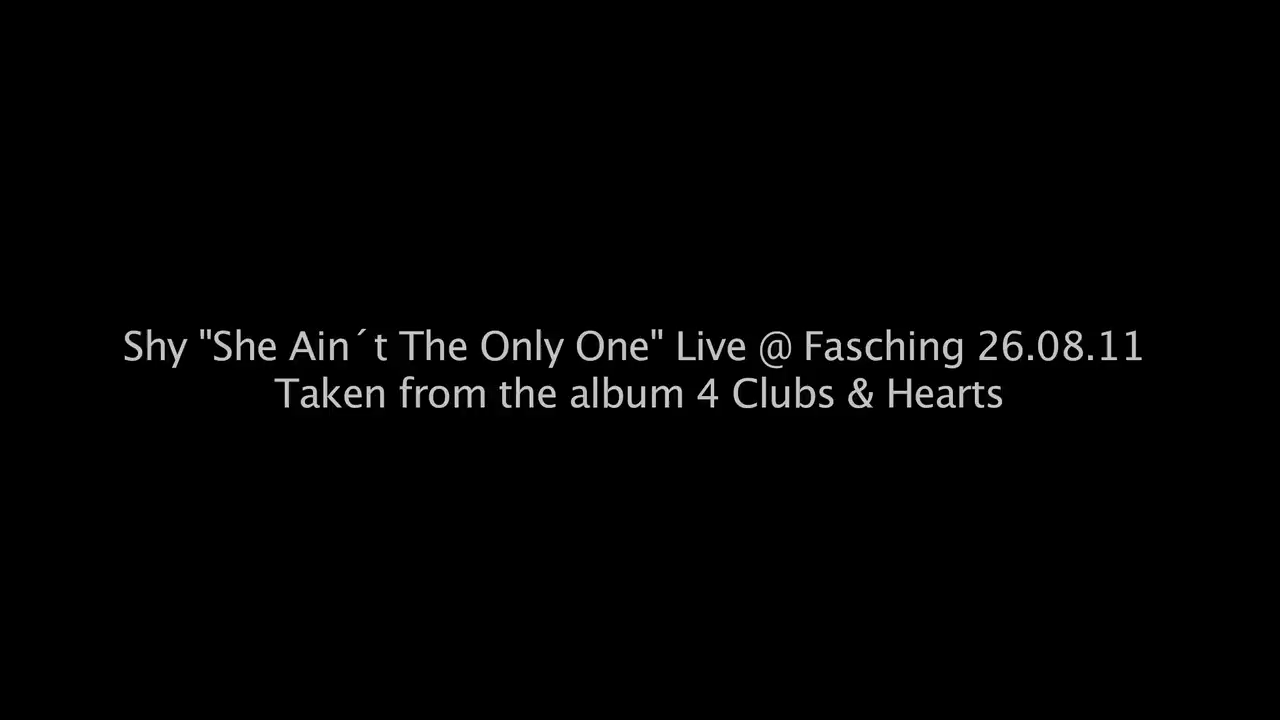 Shy "She Ain´t The Only One" Live @ Fasching 26.08.11
Taken from the album 4 Clubs & Hearts